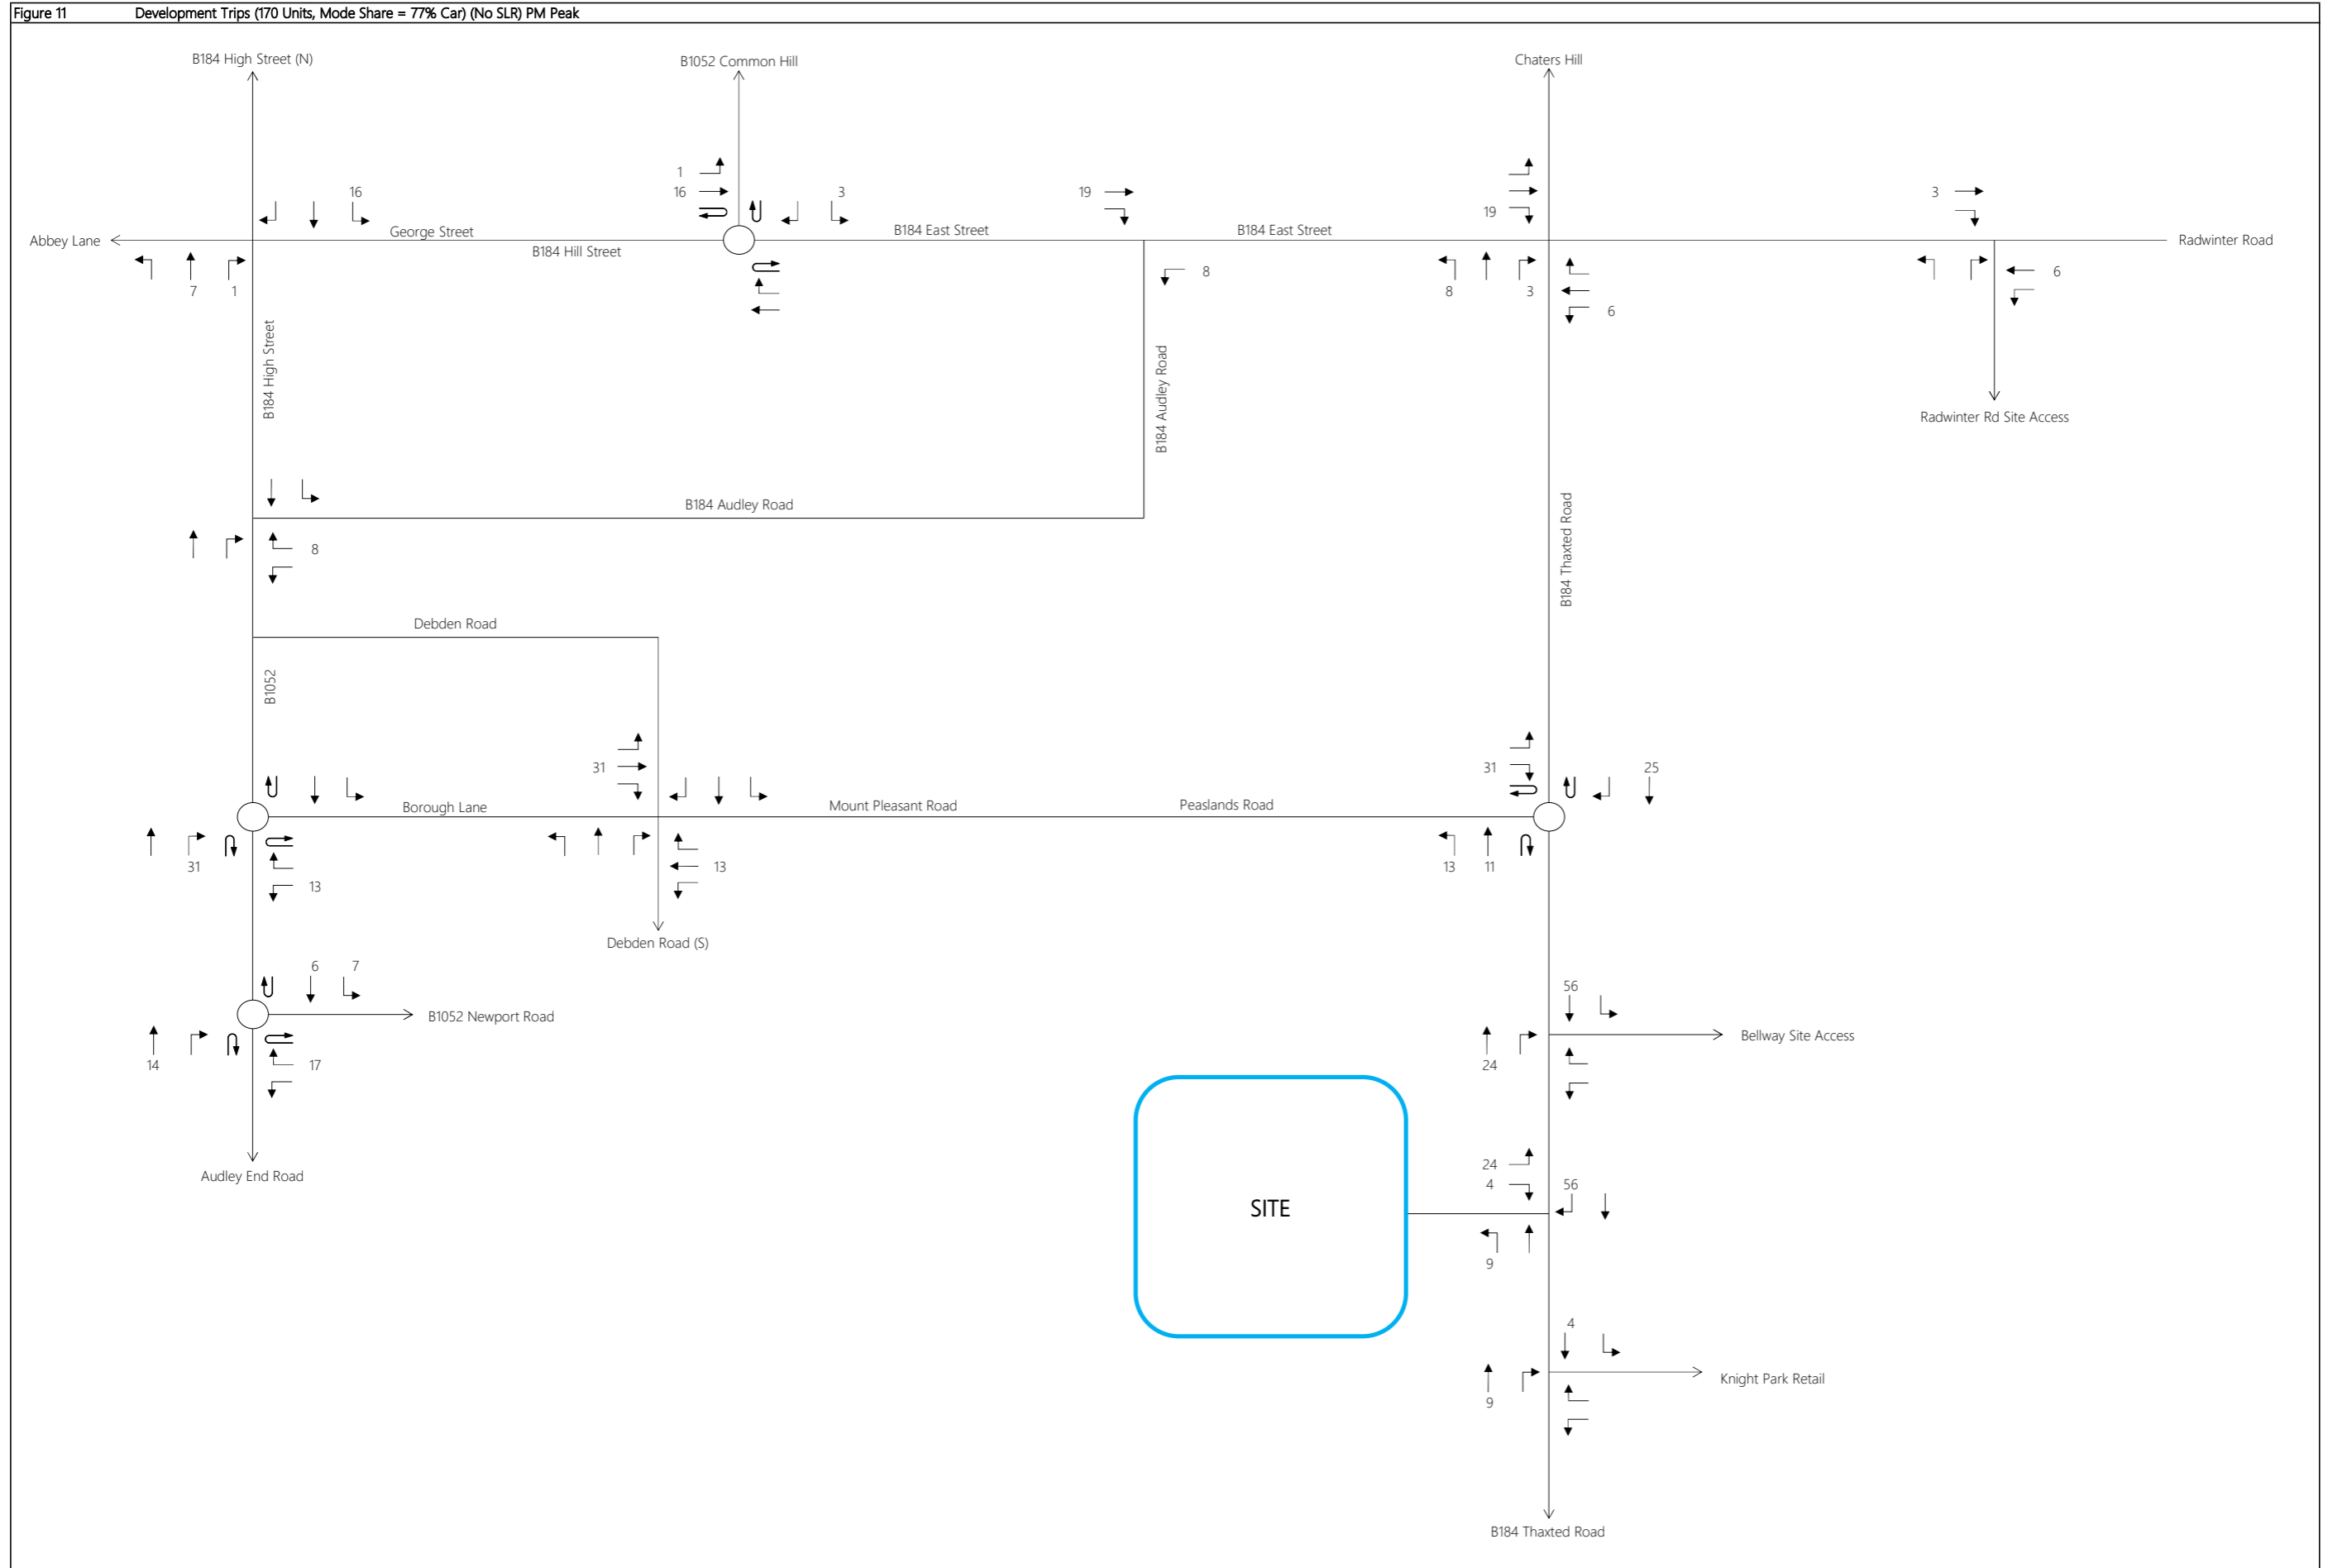 Figure 11 Development Trips (170 Units, Mode Share = 77% Car) (No SLR) PM Peak
B184 High Street (N)
B1052 Common Hill
Chaters Hill
1
16
16
3
19
19
3
Abbey Lane
George Street
B184 Hill Street
B184 East Street
B184 East Street
Radwinter Road
7
1
8
8
3
6
6
B184 High Street
B184 Audley Road
Radwinter Rd Site Access
B184 Audley Road
B184 Thaxted Road
8
Debden Road
B1052
31
31
25
Borough Lane
Mount Pleasant Road
Peaslands Road
31
13
13
13
11
Debden Road (S)
6
7
B1052 Newport Road
14
17
56
Bellway Site Access
24
Audley End Road
24
4
56
SITE
9
4
Knight Park Retail
9
B184 Thaxted Road